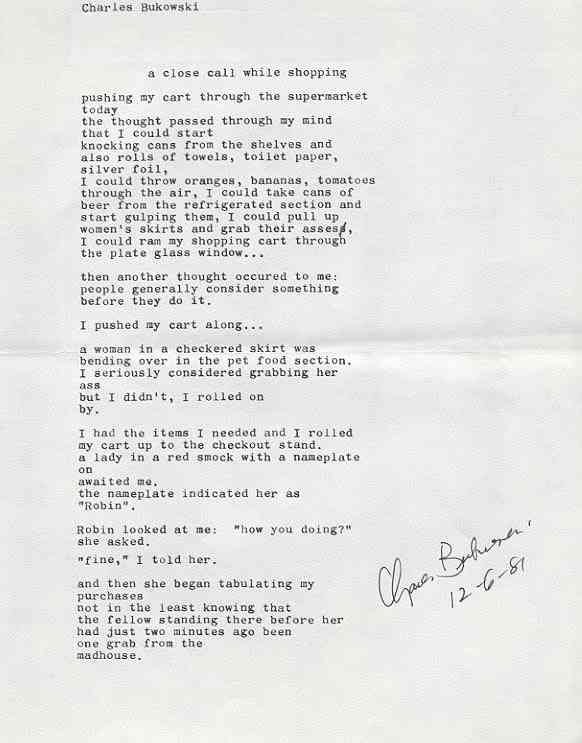 Charles Bukowski
a close call while shopping
pushing my cart through the supermarket
today
the thought passed through my mind
that I could start
knocking cans from the shelves and
also rolls of towels, toilet paper,
silver foil,
I could throw oranges, bananas, tomatoes
through the air, I could take cans of
beer from the refrigerated section and
start gulping them, I could pull up
women's skirts and grab their asses,
I could ram my shopping cart through
the plate glass window...
then another thought occured to me:
people generally consider something
before they do it.
I pushed my cart along...
a woman in a checkered skirt was
bending over in the pet food section.
I seriously considered grabbing her
ass
but I didn't, I rolled on
by.
I had the items I needed and I rolled
my cart up to the checkout stand.
a lady in a red smock with a nameplate
on
awaited me.
the nameplate indicated her as
"Robin".
Robin looked at me: "how you doing?"
she asked.
"fine," I told her.
and then she began tabulating my
purchases
not in the least knowing that
the fellow standing there before her
had just two minutes ago been
one grab from the
madhouse.
Charles Bukowski
12-6-81